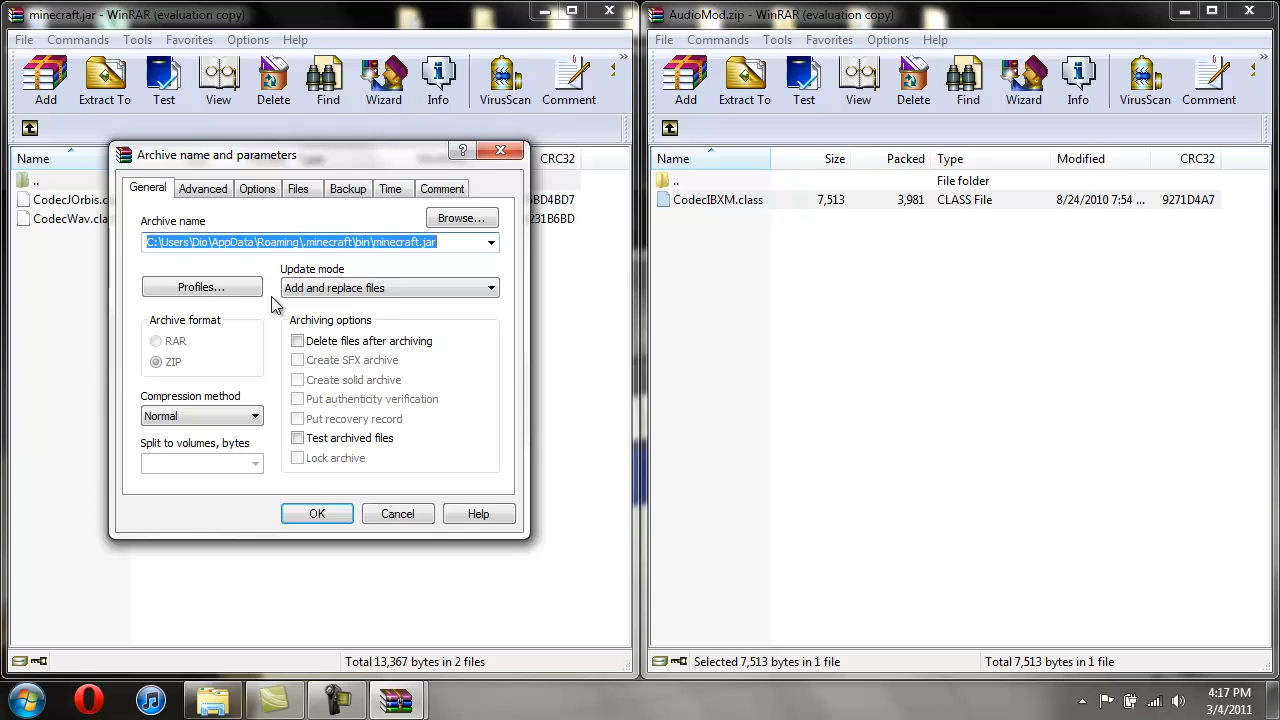 minecraft.jar - WinRAR (evaluation copy)
File Commands Tools Favorites Options Help
Add Extract To Test View Delete Find Wizard Info VirusScan Comment
Name CRC32
..
CodecJOrbis.c 6BD4BD7
CodecWav.cla 231B6BD
Archive name and parameters
General Advanced Options Files Backup Time Comment
Archive name Browse...
C:\Users\Dio\AppData\Roaming\.minecraft\bin\minecraft.jar
Update mode
Profiles... Add and replace files
Archive format Archiving options
RAR Delete files after archiving
ZIP Create SFX archive
Create solid archive
Compression method Put authenticity verification
Normal Put recovery record
Split to volumes, bytes Test archived files
Lock archive
OK Cancel Help
Total 13,367 bytes in 2 files
AudioMod.zip - WinRAR (evaluation copy)
File Commands Tools Favorites Options Help
Add Extract To Test View Delete Find Wizard Info VirusScan Comment
Name Size Packed Type Modified CRC32
.. File folder
CodecIBXM.class 7,513 3,981 CLASS File 8/24/2010 7:54 ... 9271D4A7
Selected 7,513 bytes in 1 file Total 7,513 bytes in 1 file
4:17 PM
3/4/2011